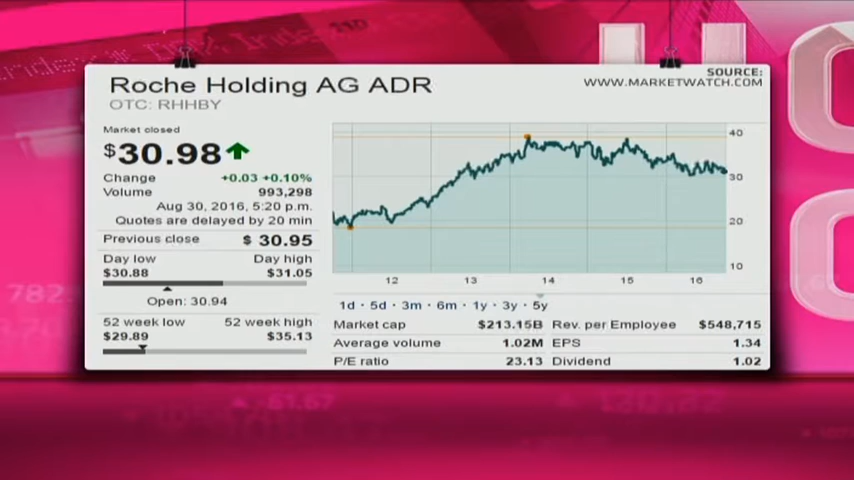 Roche Holding AG ADR
OTC: RHHBY
SOURCE:
WWW.MARKETWATCH.COM
Market closed
$30.98
Change +0.03 +0.10%
Volume 993,298
Aug 30, 2016, 5:20 p.m.
Quotes are delayed by 20 min
Previous close $ 30.95
Day low Day high
$30.88 $31.05
Open: 30.94
52 week low 52 week high
$29.89 $35.13
40
30
20
10
12 13 14 15 16
1d · 5d · 3m · 6m · 1y · 3y · 5y
Market cap $213.15B Rev. per Employee $548,715
Average volume 1.02M EPS 1.34
P/E ratio 23.13 Dividend 1.02